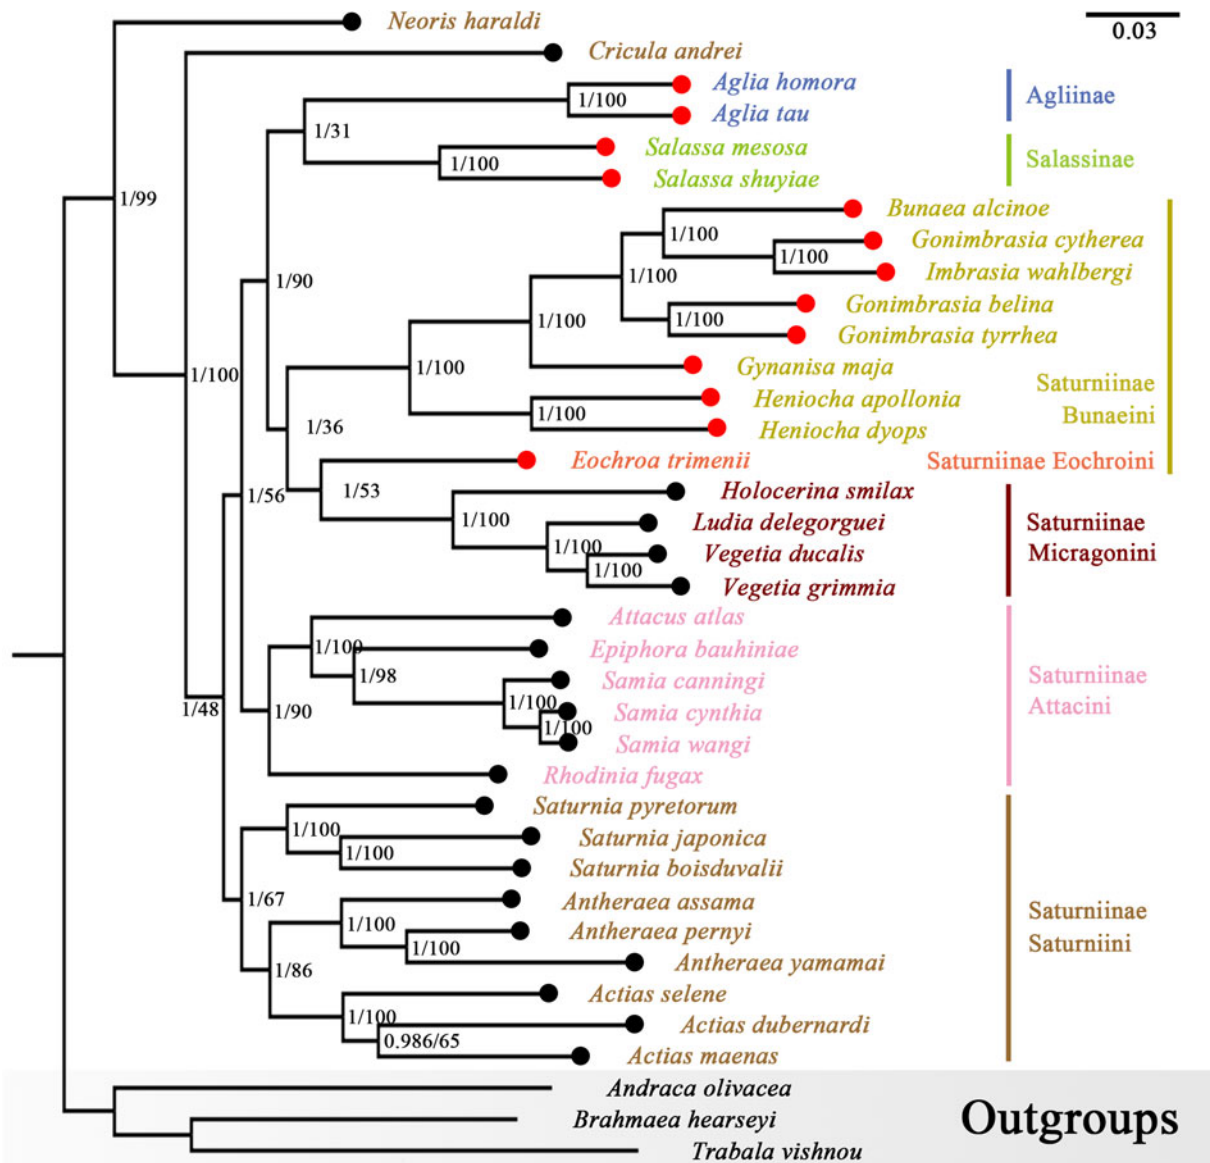 Neoris haraldi
0.03
Cricula andrei
Aglia homora
1/100
Agliinae
Aglia tau
1/31
Salassa mesosa
1/100
Salassinae
Salassa shuyiae
1/99
Bunaea alcinoe
1/100
Gonimbrasia cytherea
1/100
Imbrasia wahlbergi
1/90
1/100
Gonimbrasia belina
1/100
1/100
Gonimbrasia tyrrhea
Gynanisa maja
1/100
1/100
Saturniinae
Bunaeini
Heniocha apollonia
1/100
1/36
Heniocha dyops
Eochroa trimenii
Saturniinae Eochroini
1/56
1/53
Holocerina smilax
1/100
Ludia delegorguei
Saturniinae
Micragonini
1/100
Vegetia ducalis
1/100
Vegetia grimmia
Attacus atlas
1/100
Epiphora bauhiniae
1/98
Samia canningi
Saturniinae
Attacini
1/100
1/48
1/90
Samia cynthia
1/100
Samia wangi
Rhodinia fugax
Saturnia pyretorum
1/100
Saturnia japonica
1/100
Saturnia boisduvalii
1/67
Antheraea assama
1/100
Saturniinae
Saturniini
Antheraea pernyi
1/100
Antheraea yamamai
1/86
Actias selene
1/100
Actias dubernardi
0.986/65
Actias maenas
Andraca olivacea
Brahmaea hearseyi
Outgroups
Trabala vishnou